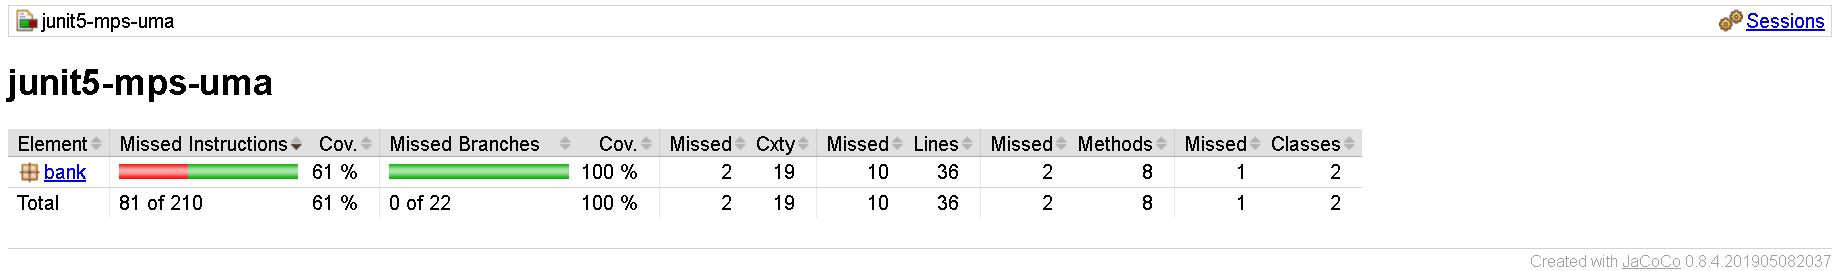 junit5-mps-uma Sessions
junit5-mps-uma
Element Missed Instructions Cov. Missed Branches Cov. Missed Cxty Missed Lines Missed Methods Missed Classes
bank 61 % 100 % 2 19 10 36 2 8 1 2
Total 81 of 210 61 % 0 of 22 100 % 2 19 10 36 2 8 1 2
Created with JaCoCo 0.8.4.201905082037